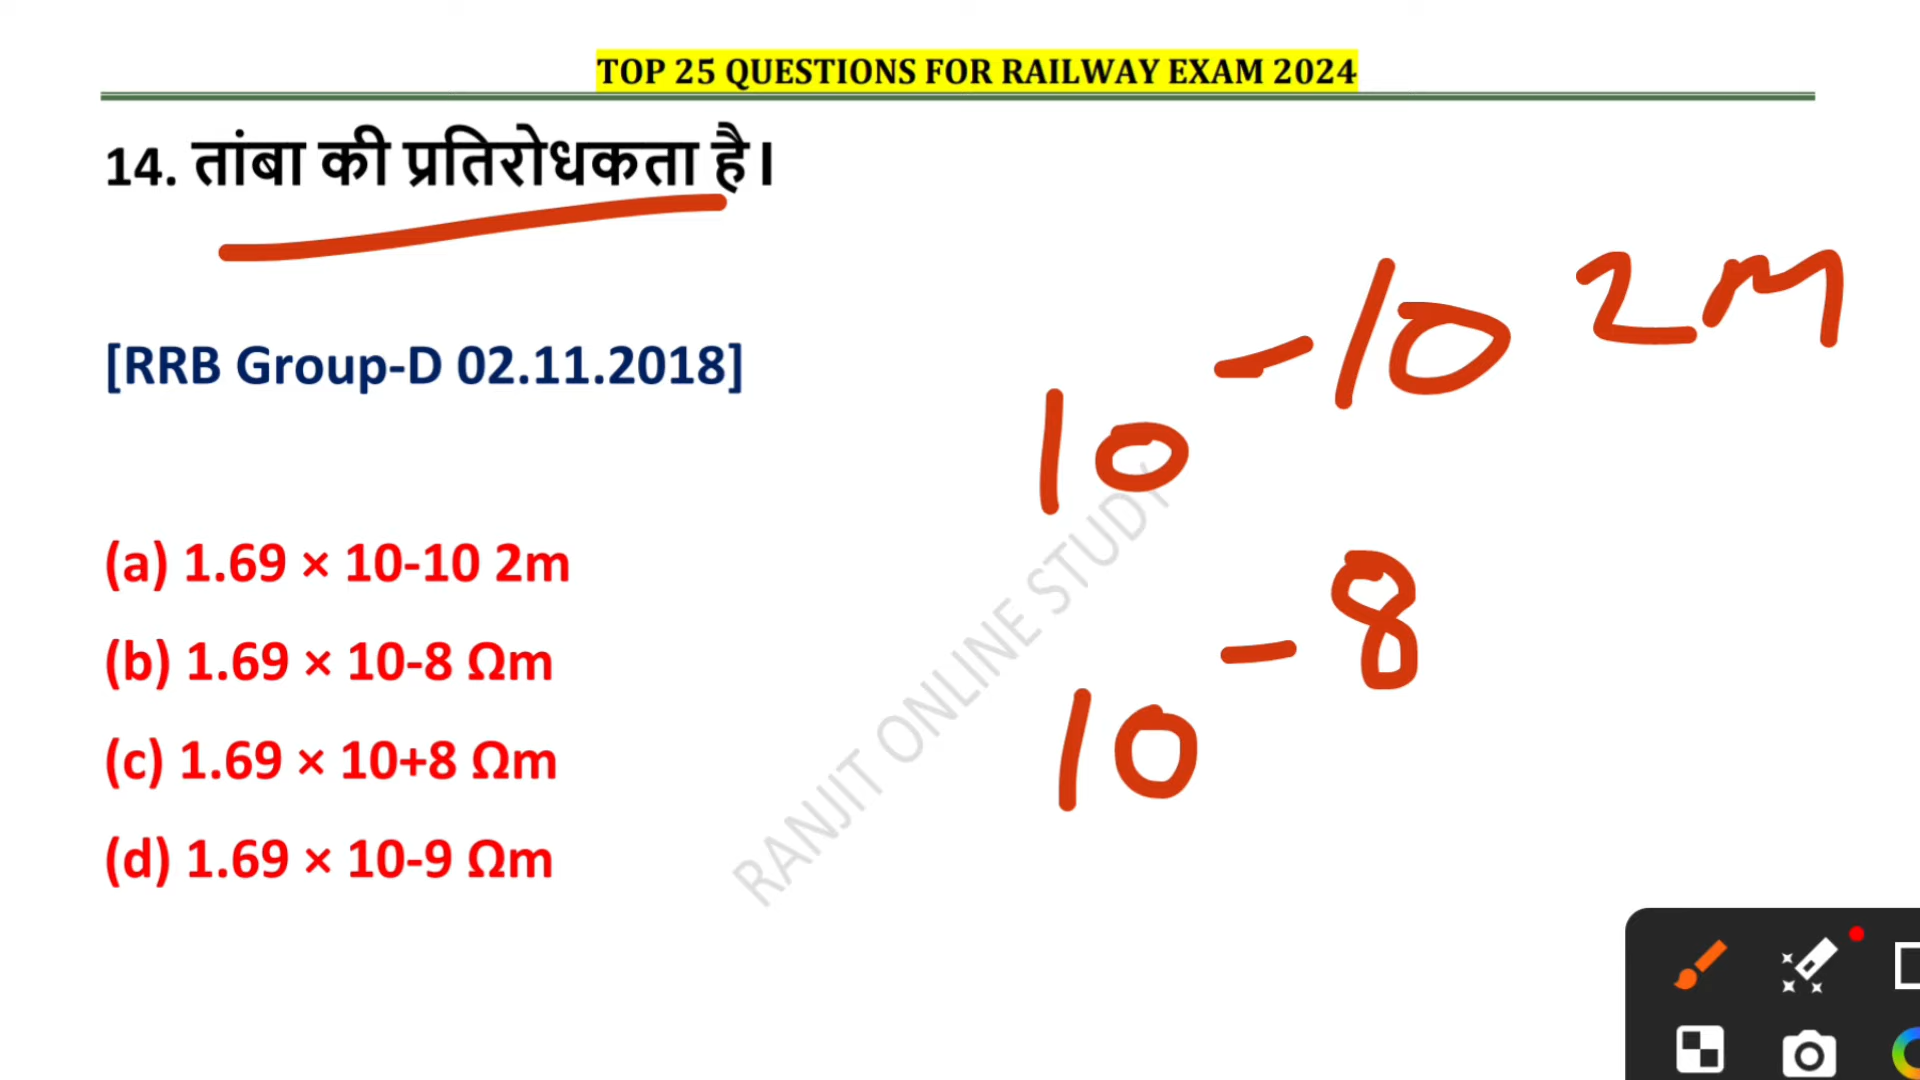 TOP 25 QUESTIONS FOR RAILWAY EXAM 2024
14. तांबा की प्रतिरोधकता है।
[RRB Group-D 02.11.2018]
10 -10 2m
(a) 1.69 × 10-10 2m
(b) 1.69 × 10-8 Ωm
(c) 1.69 × 10+8 Ωm
(d) 1.69 × 10-9 Ωm
10 -8
RANJIT ONLINE STUDY